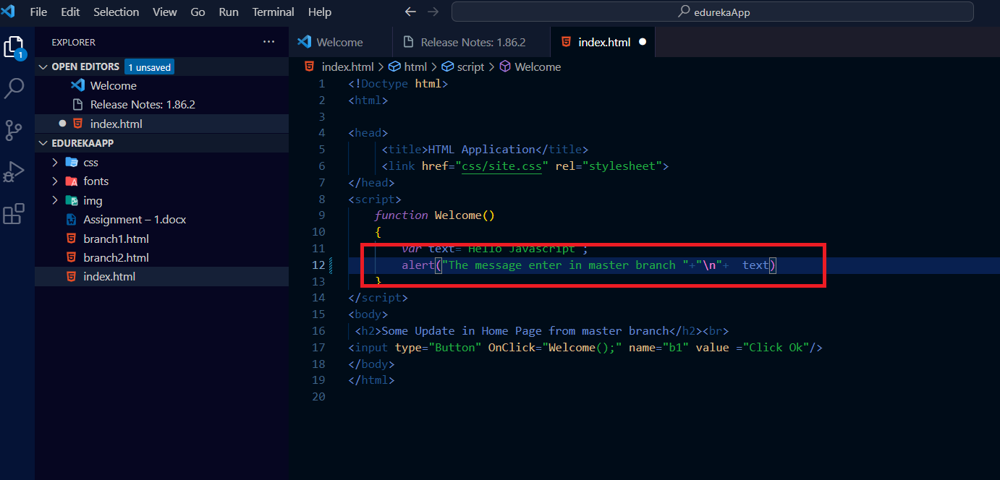 File Edit Selection View Go Run Terminal Help edurekaApp
EXPLORER ...
Welcome Release Notes: 1.86.2 index.html
1
OPEN EDITORS 1 unsaved
Welcome
Release Notes: 1.86.2
index.html
EDUREKAAPP
css
fonts
img
Assignment – 1.docx
branch1.html
branch2.html
index.html
index.html > html > script > Welcome
1 <!Doctype html>
2 <html>
3
4 <head>
5 <title>HTML Application</title>
6 <link href="css/site.css" rel="stylesheet">
7 </head>
8 <script>
9 function Welcome()
10 {
11 var text="Hello Javascript";
12 alert("The message enter in master branch "+"\n"+  text)
13 }
14 </script>
15 <body>
16 <h2>Some Update in Home Page from master branch</h2><br>
17 <input type="Button" OnClick="Welcome();" name="b1" value ="Click Ok"/>
18 </body>
19 </html>
20